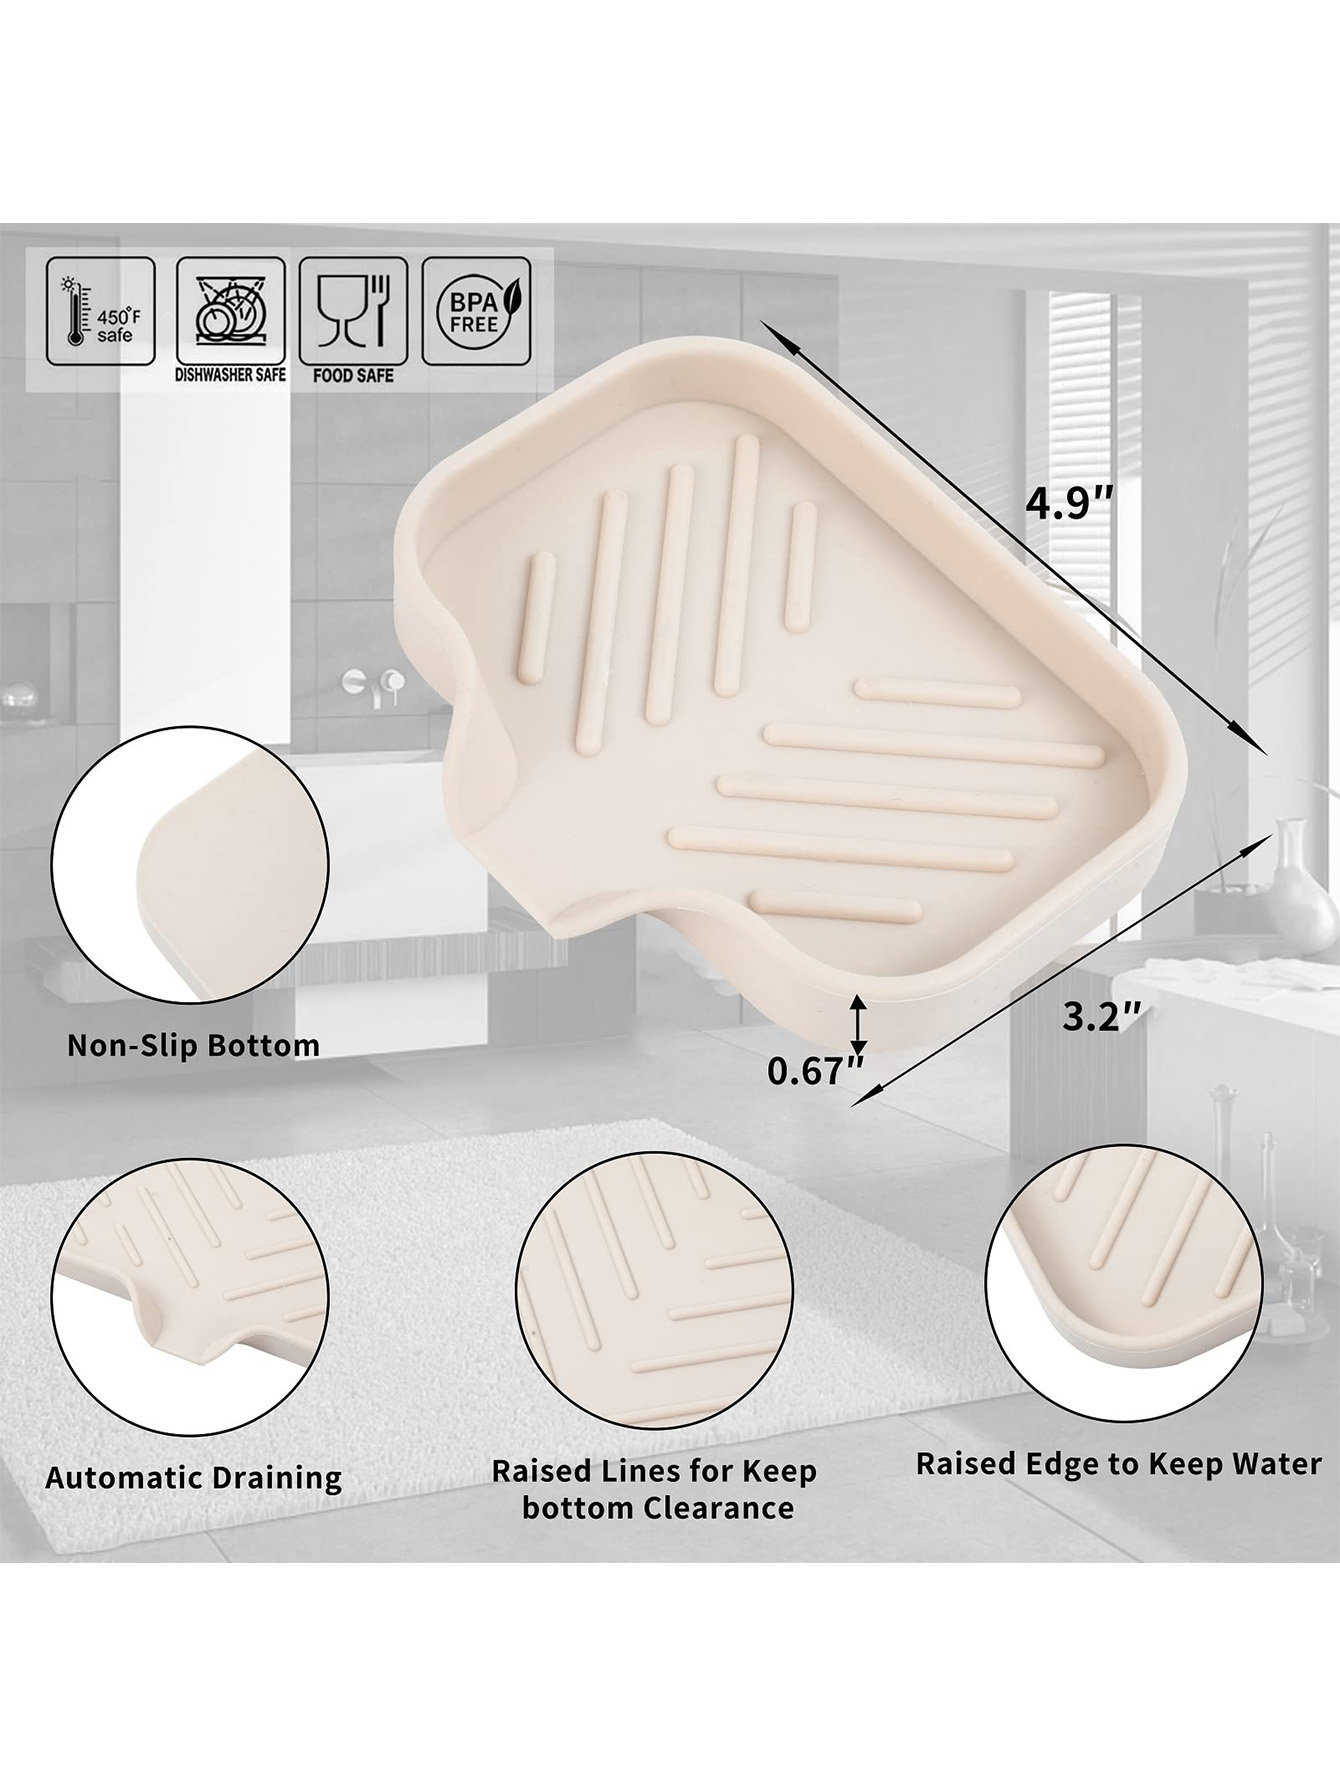 450°F
safe
DISHWASHER SAFE
FOOD SAFE
BPA
FREE
4.9"
3.2"
0.67"
Non-Slip Bottom
Automatic Draining
Raised Lines for Keep
bottom Clearance
Raised Edge to Keep Water